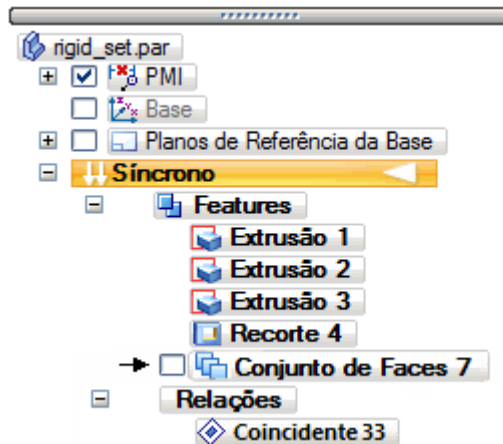 rigid_set.par
PMI
Base
Planos de Referência da Base
Síncrono
Features
Extrusão 1
Extrusão 2
Extrusão 3
Recorte 4
Conjunto de Faces 7
Relações
Coincidente 33